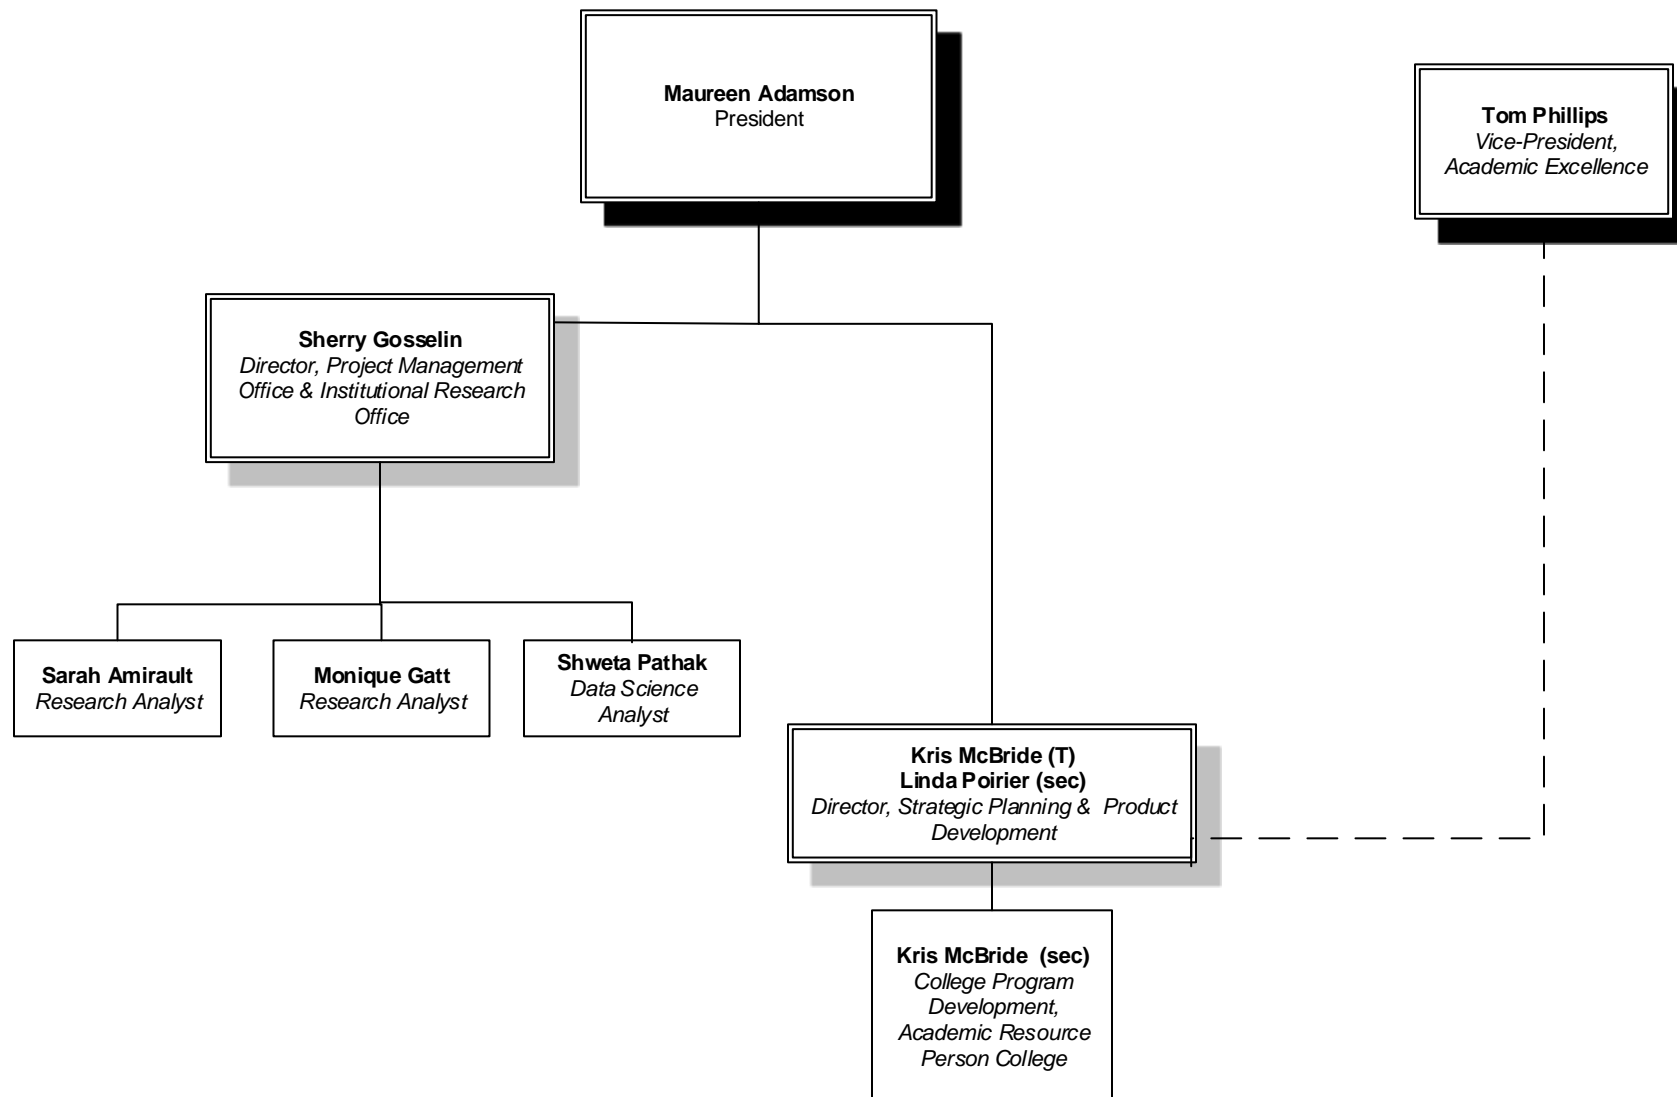 Maureen Adamson
President
Tom Phillips
Vice-President,
Academic Excellence
Sherry Gosselin
Director, Project Management
Office & Institutional Research
Office
Sarah Amirault
Research Analyst
Monique Gatt
Research Analyst
Shweta Pathak
Data Science
Analyst
Kris McBride (T)
Linda Poirier (sec)
Director, Strategic Planning & Product
Development
Kris McBride (sec)
College Program
Development,
Academic Resource
Person College